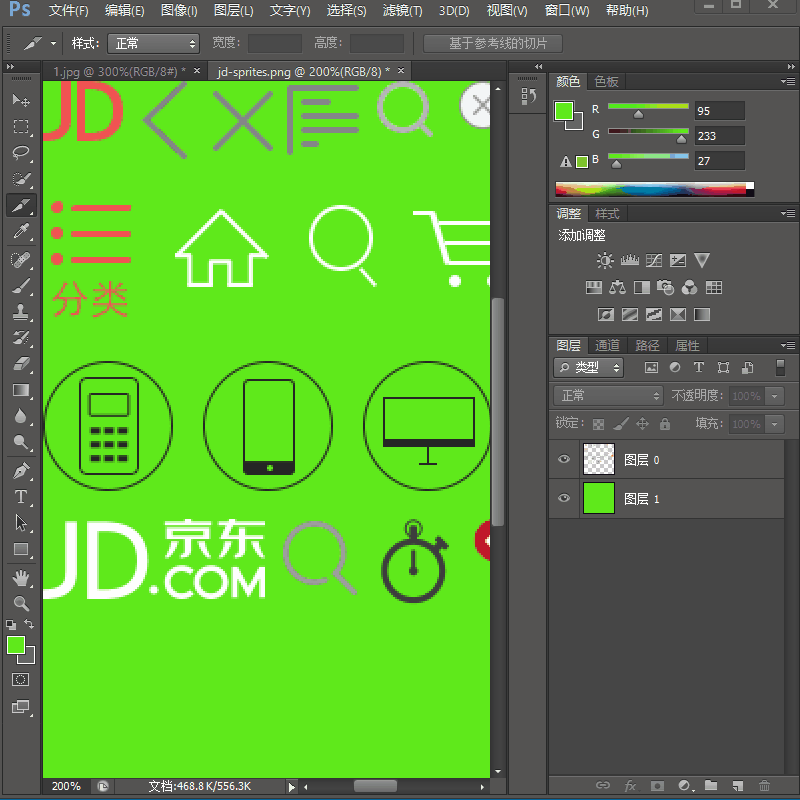 Ps 文件(F) 编辑(E) 图像(I) 图层(L) 文字(Y) 选择(S) 滤镜(T) 3D(D) 视图(V) 窗口(W) 帮助(H)
样式: 正常 宽度: 高度: 基于参考线的切片
1.jpg @ 300%(RGB/8#) * × jd-sprites.png @ 200%(RGB/8) * ×
颜色 色板
R 95
G 233
B 27
调整 样式
添加调整
图层 通道 路径 属性
类型
正常 不透明度: 100%
锁定: 填充: 100%
图层 0
图层 1
JD
分类
JD 京东
.COM
T
fx
200% 文档:468.8K/556.3K